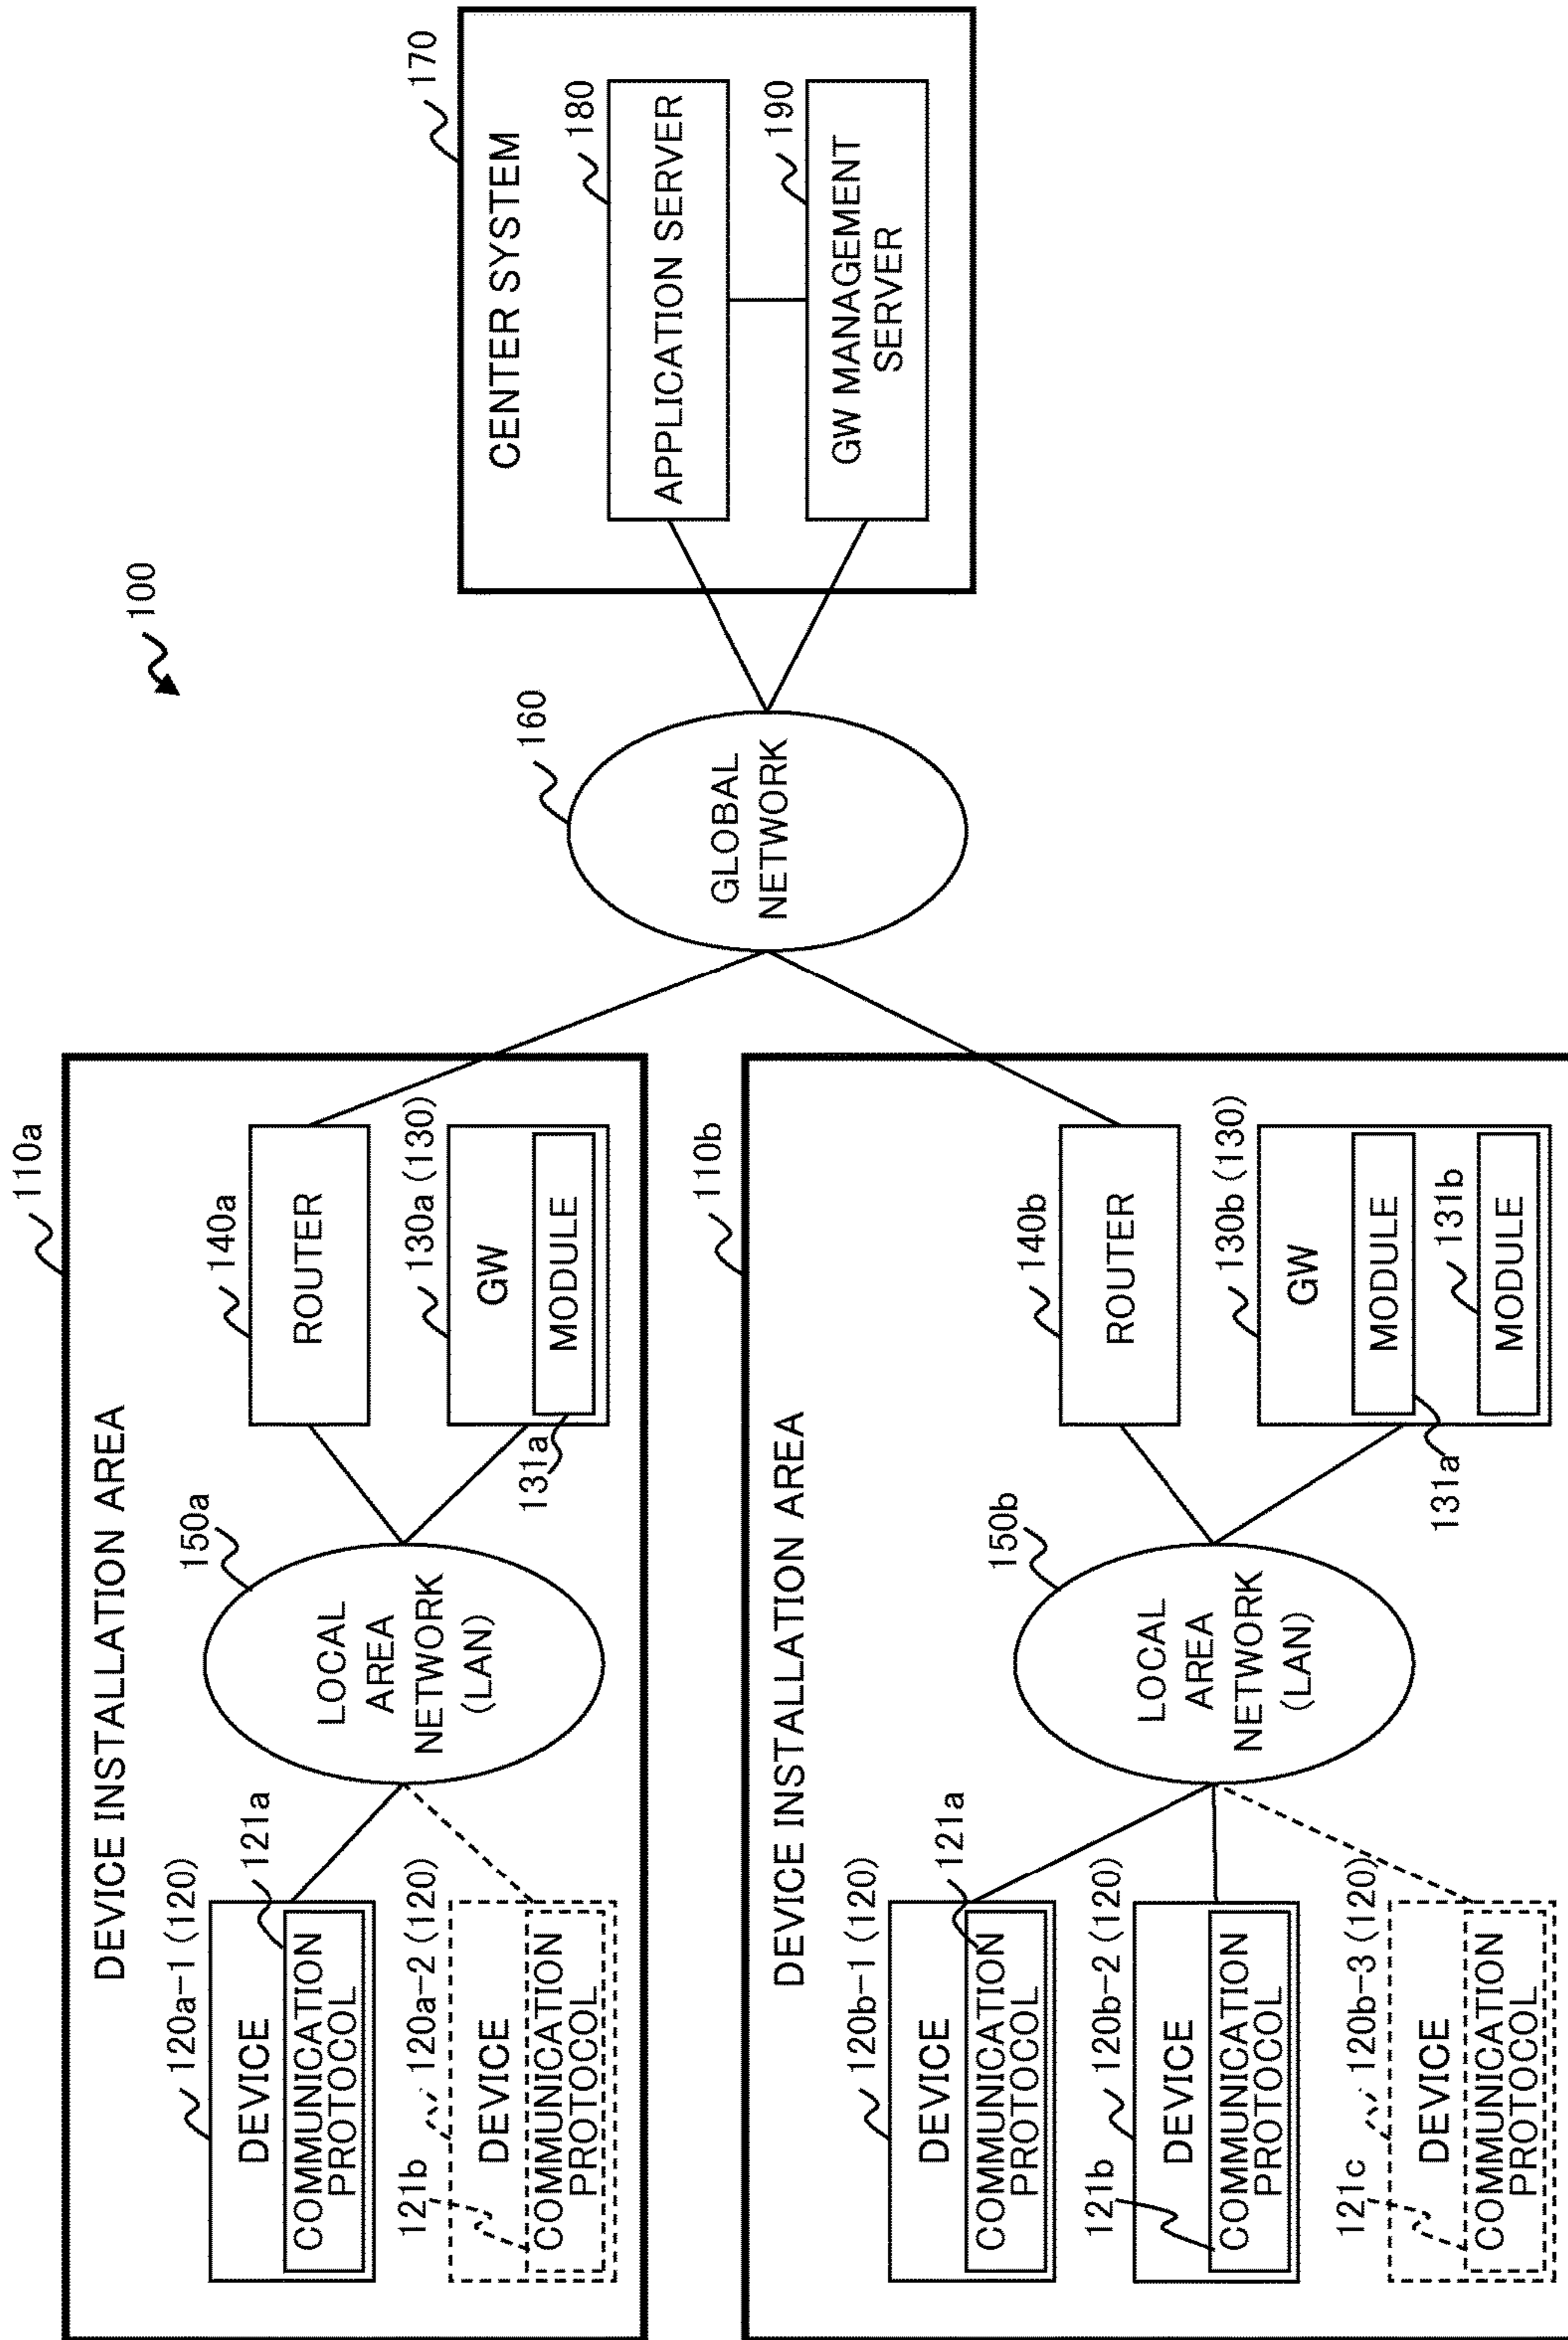 100
110a
DEVICE INSTALLATION AREA
120a-1 (120)
DEVICE
121a
COMMUNICATION
PROTOCOL
120a-2 (120)
DEVICE
121b
COMMUNICATION
PROTOCOL
150a
LOCAL
AREA
NETWORK
(LAN)
140a
ROUTER
130a (130)
GW
MODULE
131a
110b
DEVICE INSTALLATION AREA
120b-1 (120)
DEVICE
121a
COMMUNICATION
PROTOCOL
120b-2 (120)
DEVICE
121b
COMMUNICATION
PROTOCOL
120b-3 (120)
DEVICE
121c
COMMUNICATION
PROTOCOL
150b
LOCAL
AREA
NETWORK
(LAN)
140b
ROUTER
130b (130)
GW
MODULE
131a
131b
MODULE
160
GLOBAL
NETWORK
170
CENTER SYSTEM
180
APPLICATION SERVER
190
GW MANAGEMENT
SERVER